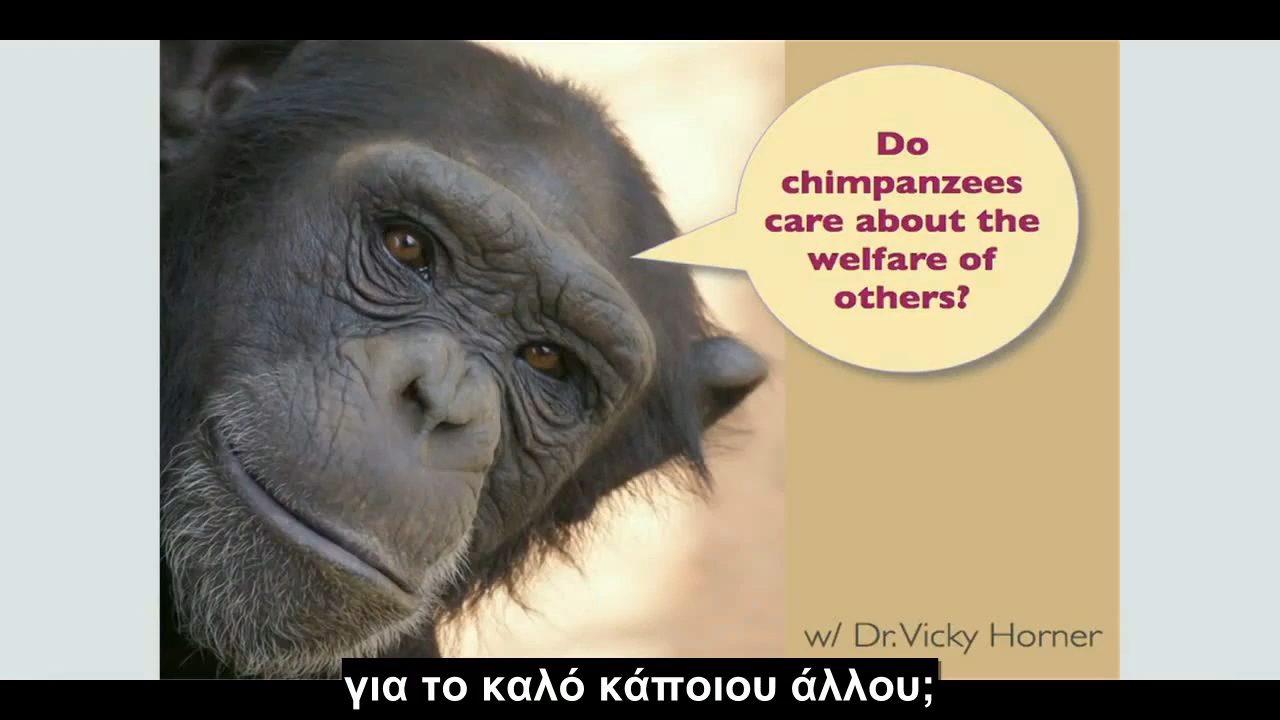 Do
chimpanzees
care about the
welfare of
others?
w/ Dr. Vicky Horner
για το καλό κάποιου άλλου;